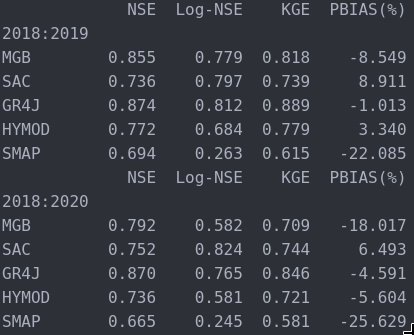 NSE Log-NSE KGE PBIAS(%)
2018:2019
MGB 0.855 0.779 0.818 -8.549
SAC 0.736 0.797 0.739 8.911
GR4J 0.874 0.812 0.889 -1.013
HYMOD 0.772 0.684 0.779 3.340
SMAP 0.694 0.263 0.615 -22.085
NSE Log-NSE KGE PBIAS(%)
2018:2020
MGB 0.792 0.582 0.709 -18.017
SAC 0.752 0.824 0.744 6.493
GR4J 0.870 0.765 0.846 -4.591
HYMOD 0.736 0.581 0.721 -5.604
SMAP 0.665 0.245 0.581 -25.629